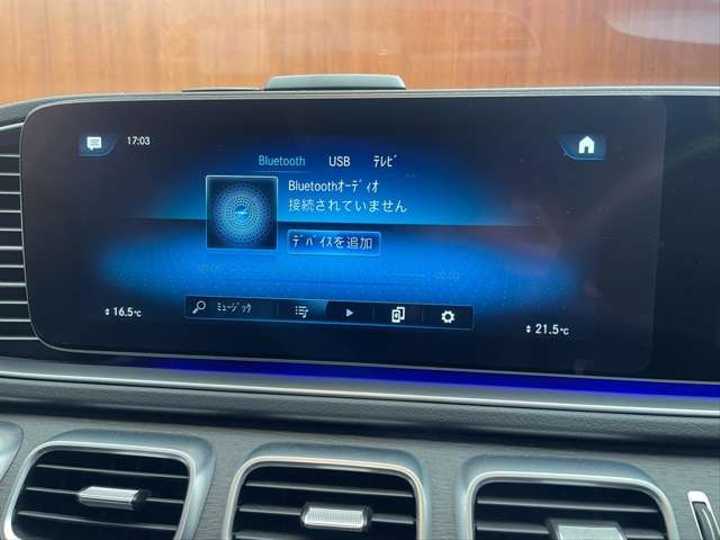 17:03
Bluetooth USB ﾃﾚﾋﾞ
Bluetoothｵｰﾃﾞｨｵ
接続されていません
ﾃﾞﾊﾞｲｽを追加
ﾐｭｰｼﾞｯｸ
16.5℃
21.5℃